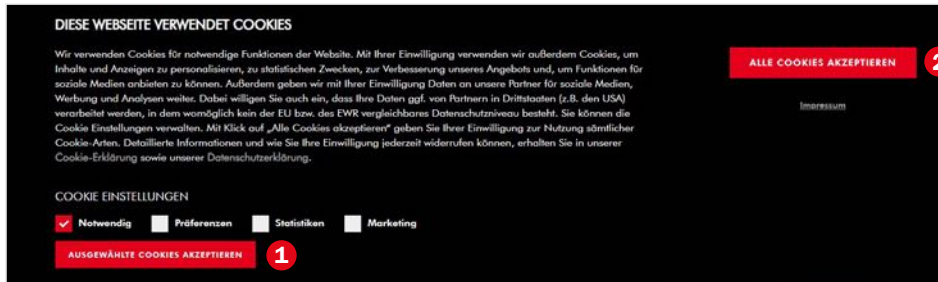 DIESE WEBSEITE VERWENDET COOKIES
Wir verwenden Cookies für notwendige Funktionen der Website. Mit Ihrer Einwilligung verwenden wir außerdem Cookies, um
Inhalte und Anzeigen zu personalisieren, zu statistischen Zwecken, zur Verbesserung unseres Angebots und, um Funktionen für
soziale Medien anbieten zu können. Außerdem geben wir mit Ihrer Einwilligung Daten an unsere Partner für soziale Medien,
Werbung und Analysen weiter. Dabei willigen Sie auch ein, dass Ihre Daten ggf. von Partnern in Drittstaaten (z.B. den USA)
verarbeitet werden, in dem womöglich kein der EU bzw. des EWR vergleichbares Datenschutzniveau besteht. Sie können die
Cookie Einstellungen verwalten. Mit Klick auf „Alle Cookies akzeptieren“ geben Sie Ihrer Einwilligung zur Nutzung sämtlicher
Cookie-Arten. Detaillierte Informationen und wie Sie Ihre Einwilligung jederzeit widerrufen können, erhalten Sie in unserer
Cookie-Erklärung sowie unserer Datenschutzerklärung.
ALLE COOKIES AKZEPTIEREN 2
Impressum
COOKIE EINSTELLUNGEN
Notwendig Präferenzen Statistiken Marketing
AUSGEWÄHLTE COOKIES AKZEPTIEREN 1